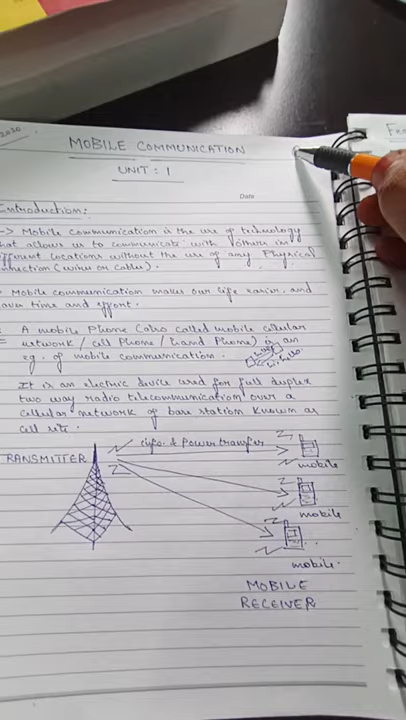 2020
Fea
MOBILE COMMUNICATION
UNIT : 1
Date
Introduction:
-> Mobile communication is the use of technology
that allows us to communicate with others in
different locations without the use of any Physical
connection (wires or cables).
Mobile communication makes our life easier, and
saves time and effort.
A mobile Phone (also called mobile cellular
network / cell Phone / hand Phone) is an
eg. of mobile communication.
It is an electric device used for full duplex
two way radio telecommunication over a
cellular network of base station known as
cell site.
info. & power transfer
TRANSMITTER
mobile
mobile
mobile.
MOBILE
RECEIVER